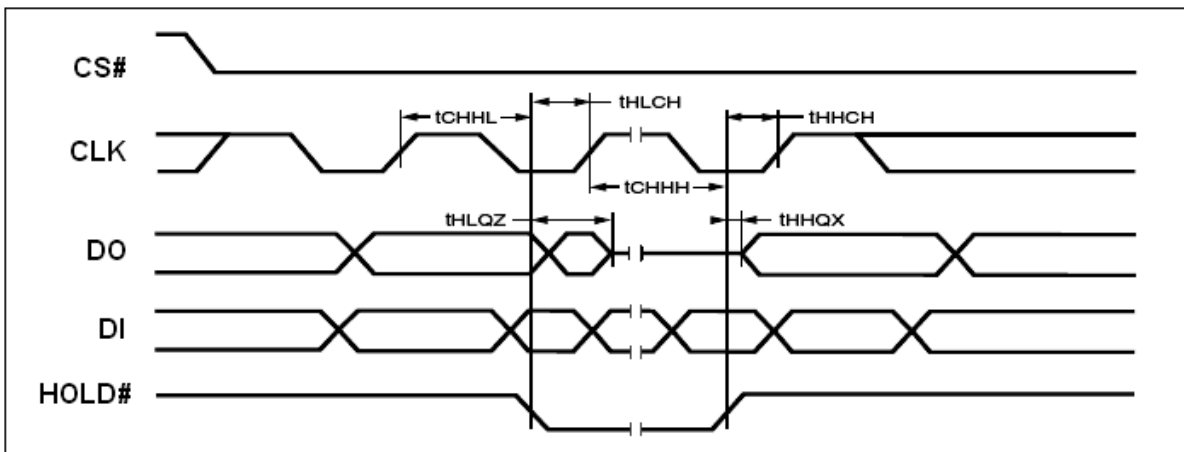 CS#
tHLCH
tCHHL
tHHCH
CLK
tCHHH
tHLQZ
tHHQX
DO
DI
HOLD#